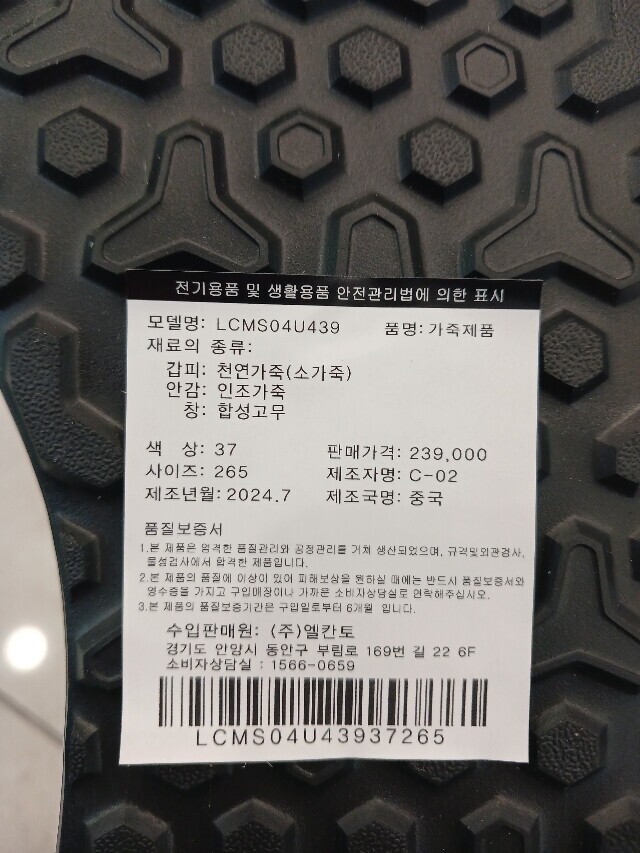 전기용품 및 생활용품 안전관리법에 의한 표시
모델명: LCMS04U439 품명: 가죽제품
재료의 종류:
갑피: 천연가죽(소가죽)
안감: 인조가죽
창: 합성고무
색 상: 37 판매가격: 239,000
사이즈: 265 제조자명: C-02
제조년월: 2024.7 제조국명: 중국
품질보증서
1.본 제품은 엄격한 품질관리와 공정관리를 거쳐 생산되었으며, 규격및외관검사,
물성검사에서 합격한 제품입니다.
2.본 제품의 품질에 이상이 있어 피해보상을 원하실 때에는 반드시 품질보증서와
영수증을 가지고 구입매장이나 가까운 소비자상담실로 연락해주십시오.
3.본 제품의 품질보증기간은 구입일로부터 6개월 입니다.
수입판매원: (주)엘칸토
경기도 안양시 동안구 부림로 169번 길 22 6F
소비자상담실 : 1566-0659
LCMS04U43937265